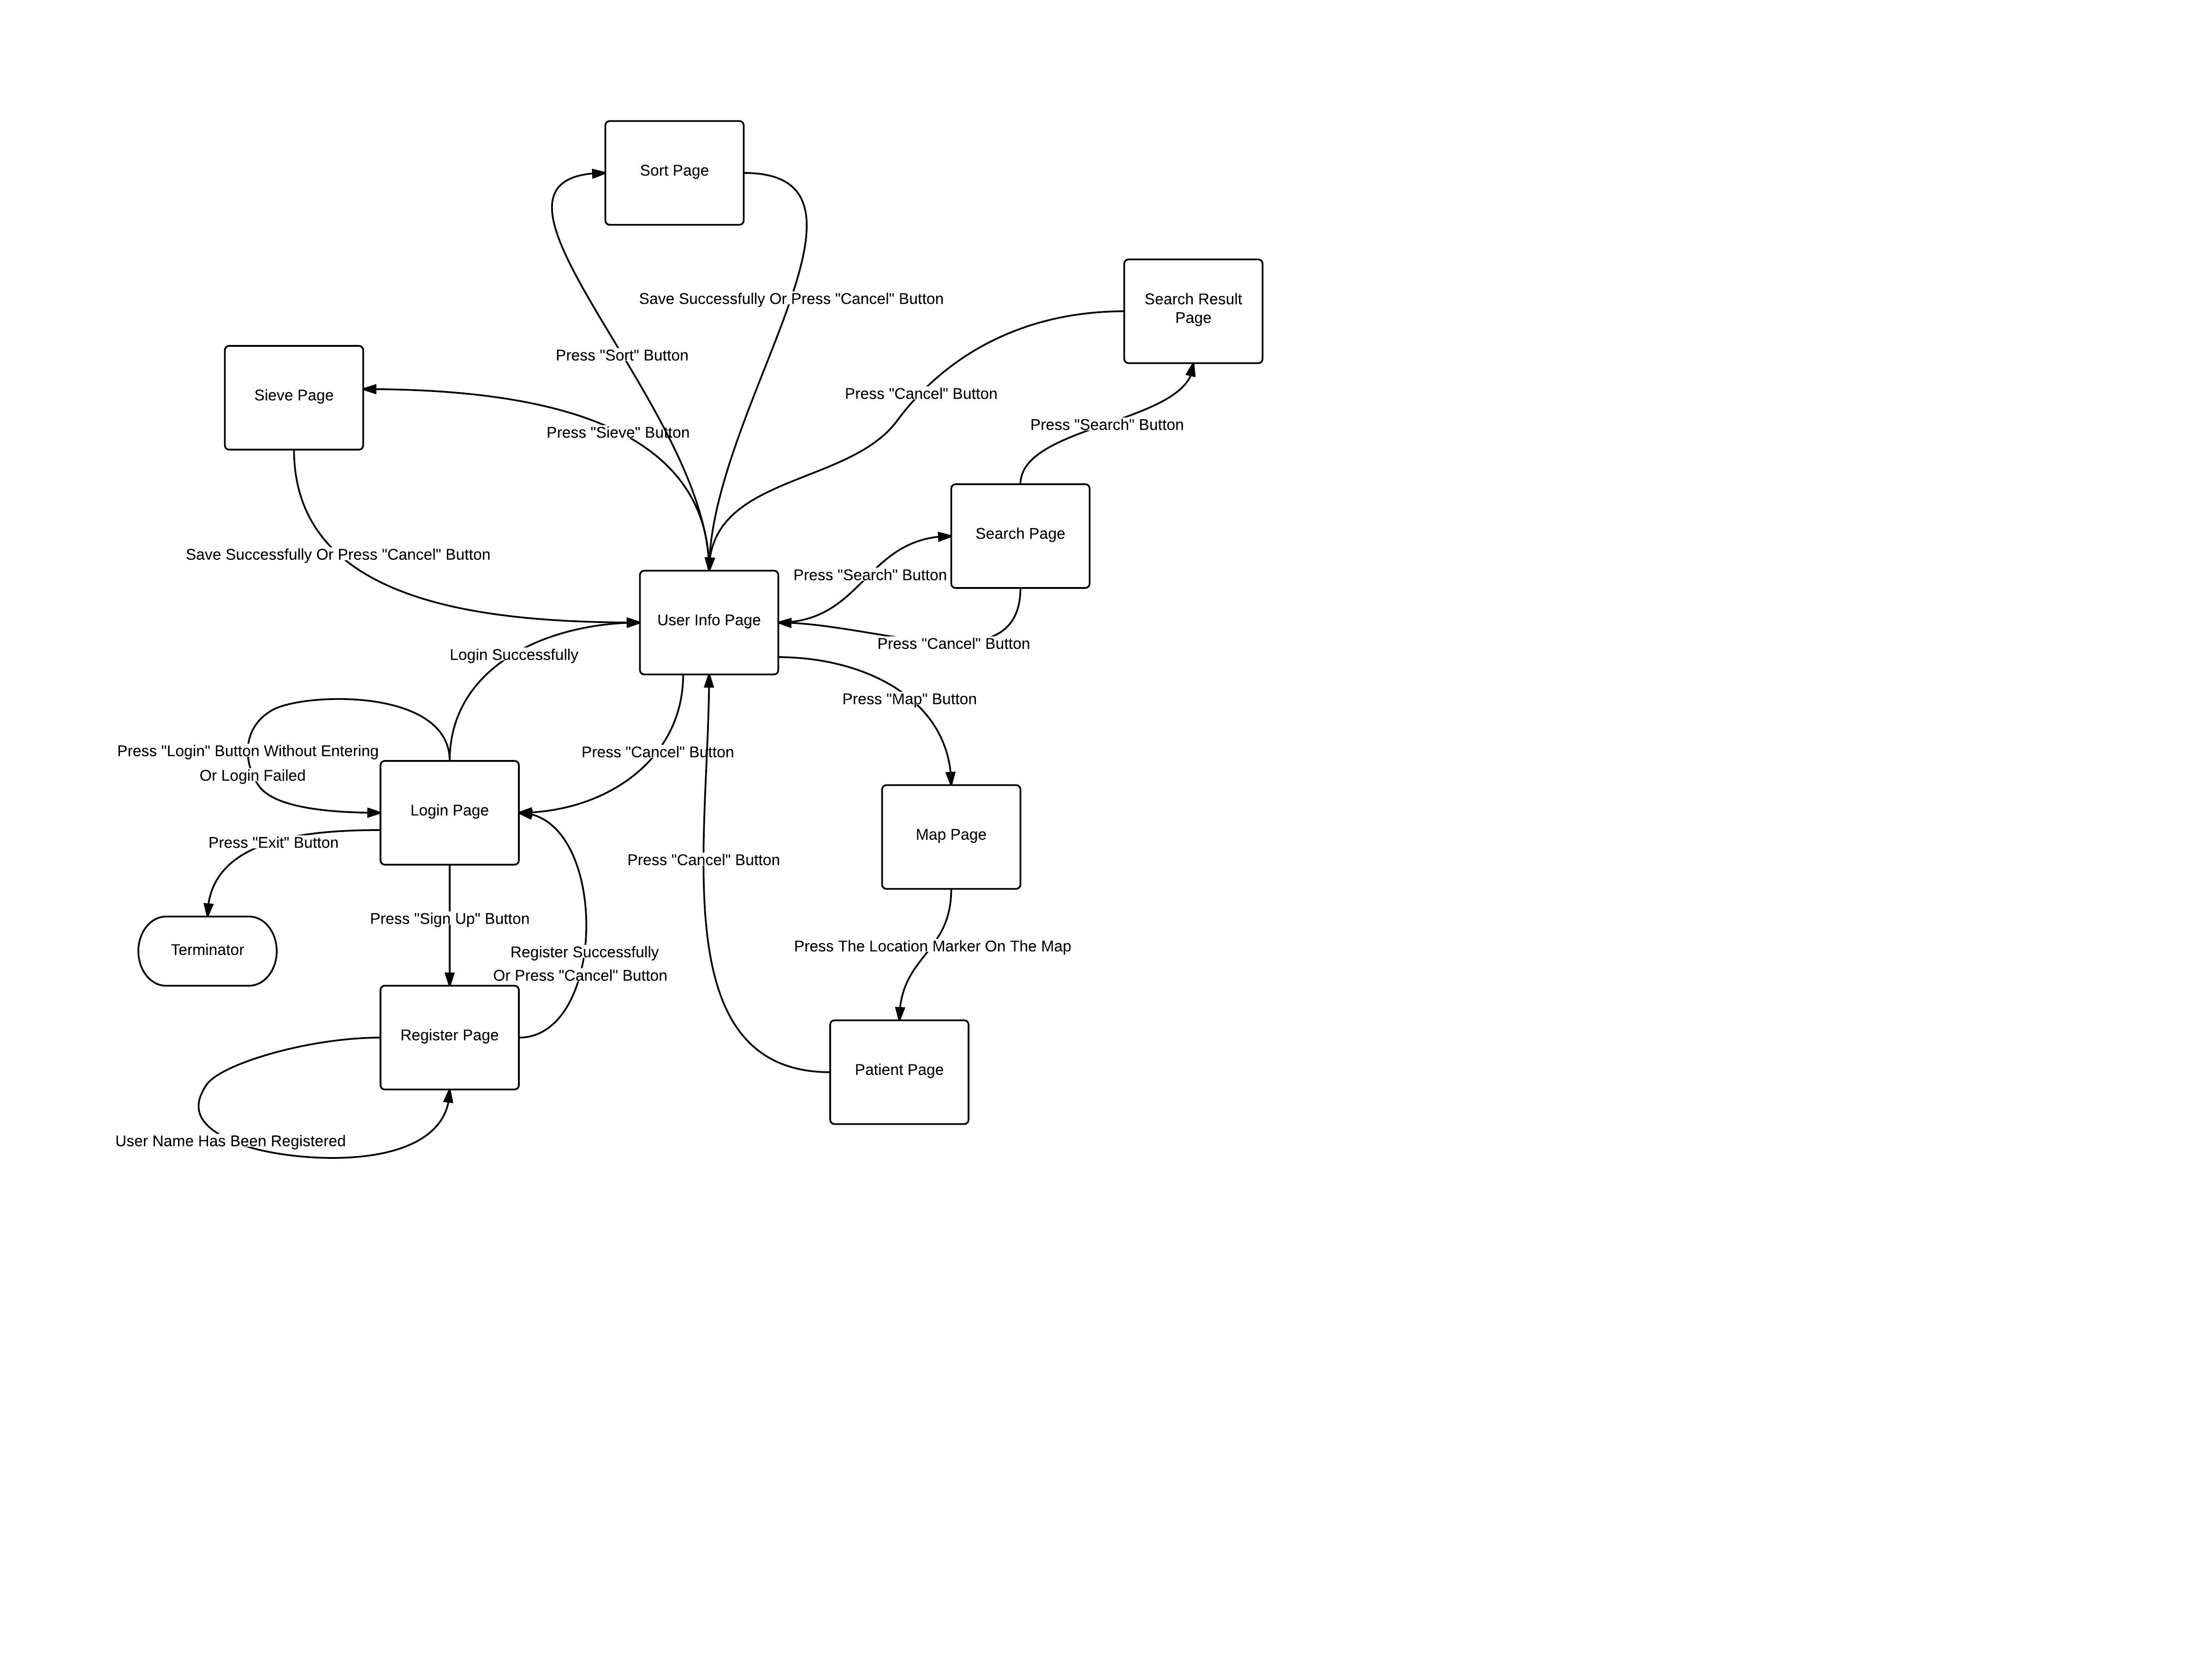 Sort Page
Search Result
Page
Save Successfully Or Press "Cancel" Button
Press "Sort" Button
Sieve Page
Press "Cancel" Button
Press "Search" Button
Press "Sieve" Button
Search Page
Save Successfully Or Press "Cancel" Button
Press "Search" Button
User Info Page
Press "Cancel" Button
Login Successfully
Press "Map" Button
Press "Login" Button Without Entering
Or Login Failed
Press "Cancel" Button
Login Page
Map Page
Press "Exit" Button
Press "Cancel" Button
Press "Sign Up" Button
Press The Location Marker On The Map
Terminator
Register Successfully
Or Press "Cancel" Button
Register Page
Patient Page
User Name Has Been Registered